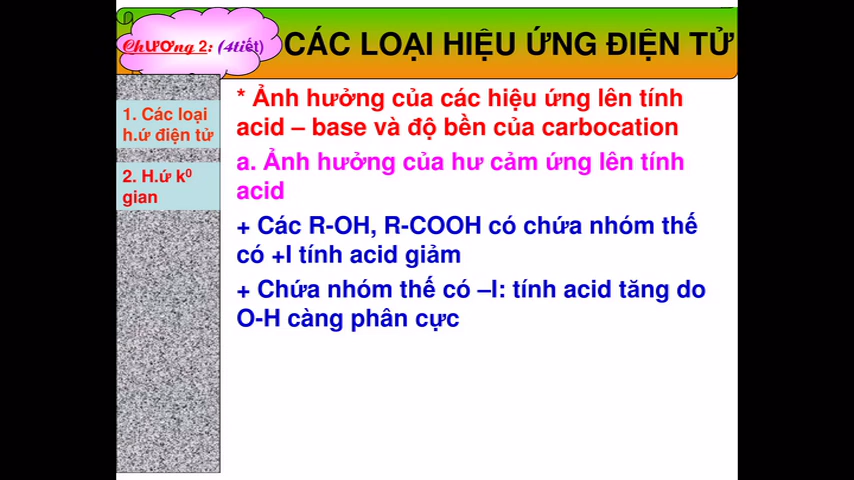 Chương 2: (4tiết)
CÁC LOẠI HIỆU ỨNG ĐIỆN TỬ
1. Các loại
h.ứ điện tử
2. H.ứ k⁰
gian
* Ảnh hưởng của các hiệu ứng lên tính
acid – base và độ bền của carbocation
a. Ảnh hưởng của hư cảm ứng lên tính
acid
+ Các R-OH, R-COOH có chứa nhóm thế
có +I tính acid giảm
+ Chứa nhóm thế có –I: tính acid tăng do
O-H càng phân cực